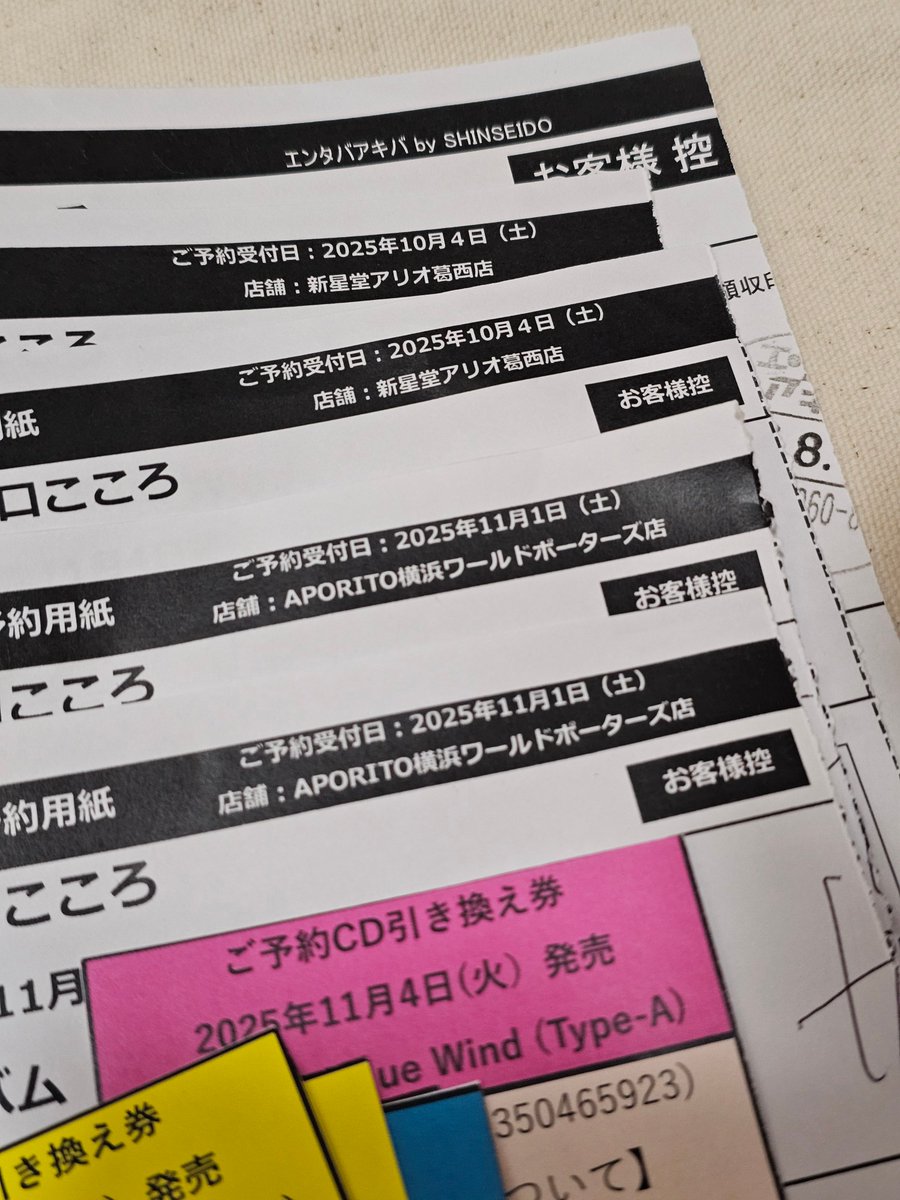 エンタバアキバ by SHINSEIDO
お客様 控
ご予約受付日：2025年10月4日（土）
店舗：新星堂アリオ葛西店
領収印
こころ
ご予約受付日：2025年10月4日（土）
店舗：新星堂アリオ葛西店
用紙
お客様控
8.
口こころ
ご予約受付日：2025年11月1日（土）
店舗：APORITO横浜ワールドポーターズ店
予約用紙
お客様控
こころ
ご予約受付日：2025年11月1日（土）
店舗：APORITO横浜ワールドポーターズ店
約用紙
お客様控
こころ
ご予約CD引き換え券
11月
2025年11月4日(火) 発売
ue Wind (Type-A)
バム
350465923)
き換え券
発売
ついて】